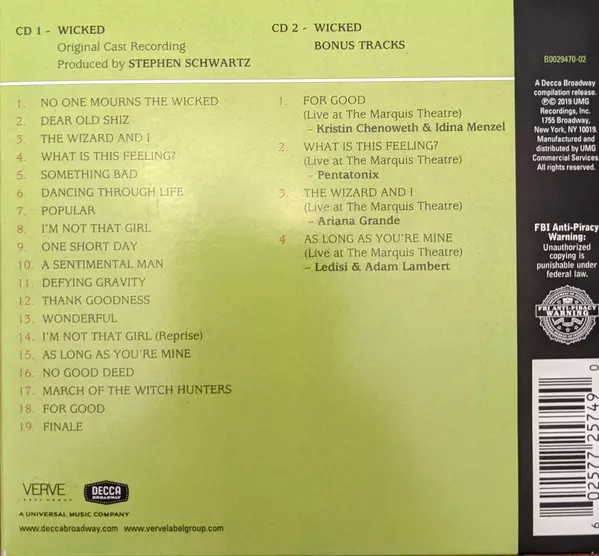 CD 1 - WICKED
Original Cast Recording
Produced by STEPHEN SCHWARTZ
1. NO ONE MOURNS THE WICKED
2. DEAR OLD SHIZ
3. THE WIZARD AND I
4. WHAT IS THIS FEELING?
5. SOMETHING BAD
6. DANCING THROUGH LIFE
7. POPULAR
8. I'M NOT THAT GIRL
9. ONE SHORT DAY
10. A SENTIMENTAL MAN
11. DEFYING GRAVITY
12. THANK GOODNESS
13. WONDERFUL
14. I'M NOT THAT GIRL (Reprise)
15. AS LONG AS YOU'RE MINE
16. NO GOOD DEED
17. MARCH OF THE WITCH HUNTERS
18. FOR GOOD
19. FINALE
CD 2 - WICKED
BONUS TRACKS
1. FOR GOOD
(Live at The Marquis Theatre)
– Kristin Chenoweth & Idina Menzel
2. WHAT IS THIS FEELING?
(Live at The Marquis Theatre)
– Pentatonix
3. THE WIZARD AND I
(Live at The Marquis Theatre)
– Ariana Grande
4 AS LONG AS YOU'RE MINE
(Live at The Marquis Theatre)
– Ledisi & Adam Lambert
VERVE
LABEL GROUP
DECCA
BROADWAY
A UNIVERSAL MUSIC COMPANY
www.deccabroadway.com www.vervelabelgroup.com
B0029470-02
A Decca Broadway
compilation release.
℗© 2019 UMG
Recordings, Inc.
1755 Broadway,
New York, NY 10019.
Manufactured and
distributed by UMG
Commercial Services
All rights reserved.
FBI Anti-Piracy
Warning:
Unauthorized
copying is
punishable under
federal law.
FBI ANTI-PIRACY
WARNING
6 02577 25749 0